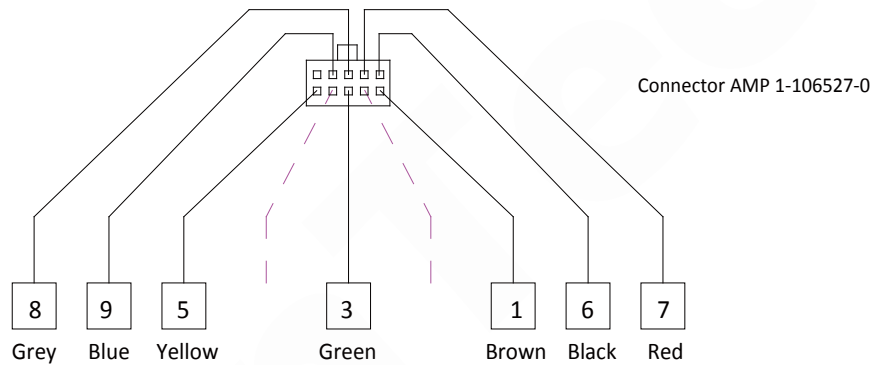 Connector AMP 1-106527-0
8 9 5 3 1 6 7
Grey Blue Yellow Green Brown Black Red